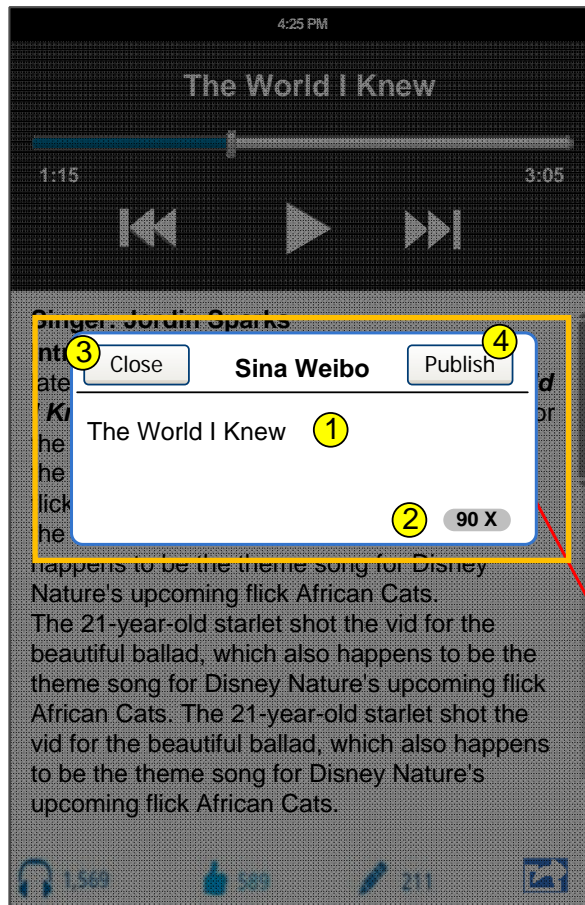 4:25 PM
The World I Knew
1:15
3:05
Singer: Jordin Sparks
3
Close
Sina Weibo
Publish
4
The World I Knew
1
2
90 X
happens to be the theme song for Disney
Nature's upcoming flick African Cats.
The 21-year-old starlet shot the vid for the
beautiful ballad, which also happens to be the
theme song for Disney Nature's upcoming flick
African Cats. The 21-year-old starlet shot the
vid for the beautiful ballad, which also happens
to be the theme song for Disney Nature's
upcoming flick African Cats.
1,569
589
211